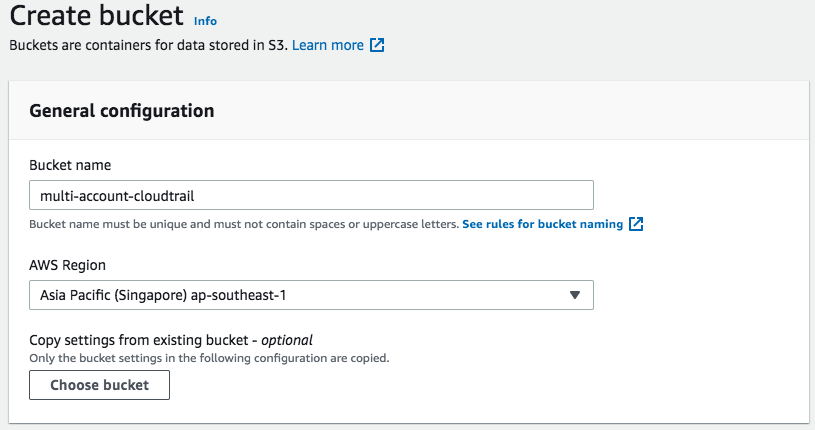 Create bucket Info
Buckets are containers for data stored in S3. Learn more
General configuration
Bucket name
multi-account-cloudtrail
Bucket name must be unique and must not contain spaces or uppercase letters. See rules for bucket naming
AWS Region
Asia Pacific (Singapore) ap-southeast-1
Copy settings from existing bucket - optional
Only the bucket settings in the following configuration are copied.
Choose bucket